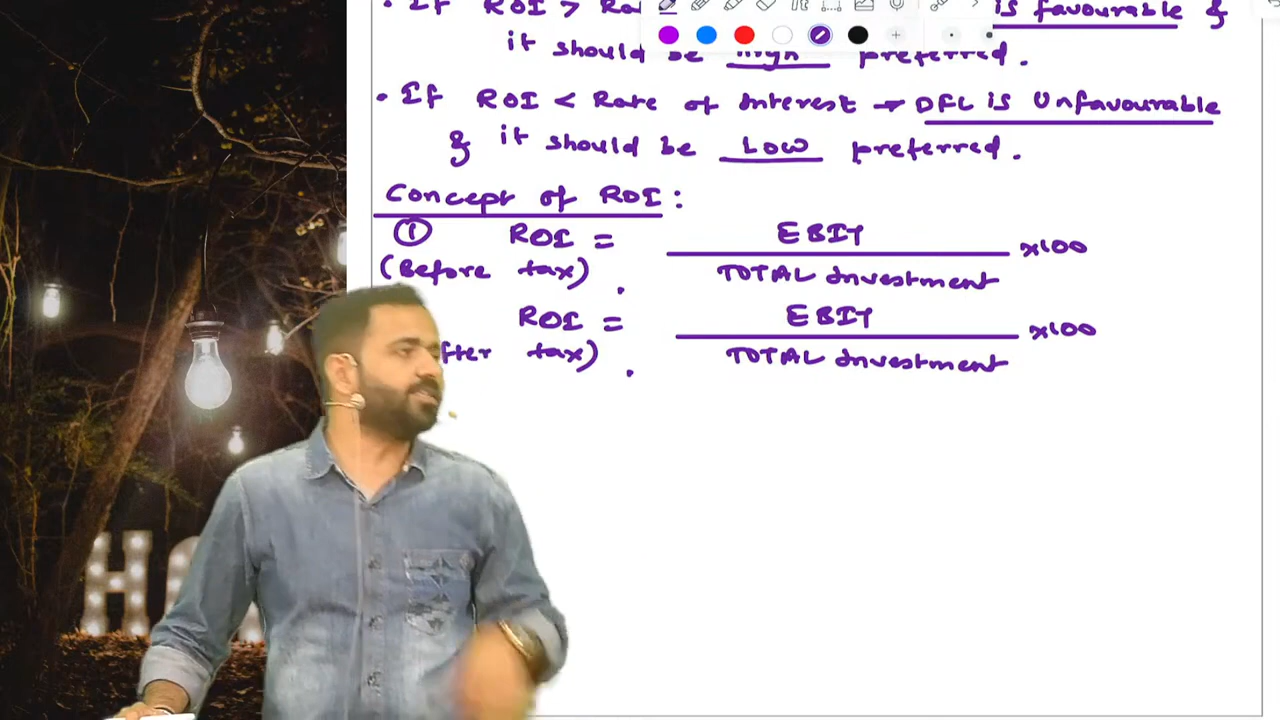 • If ROI > is favourable &
it should be High preferred.
• If ROI < Rate of Interest → DFL is Unfavourable
& it should be Low preferred.
Concept of ROI :
① ROI = EBIT ×100
(Before tax) . TOTAL Investment
ROI = EBIT ×100
fter tax) . TOTAL Investment
H